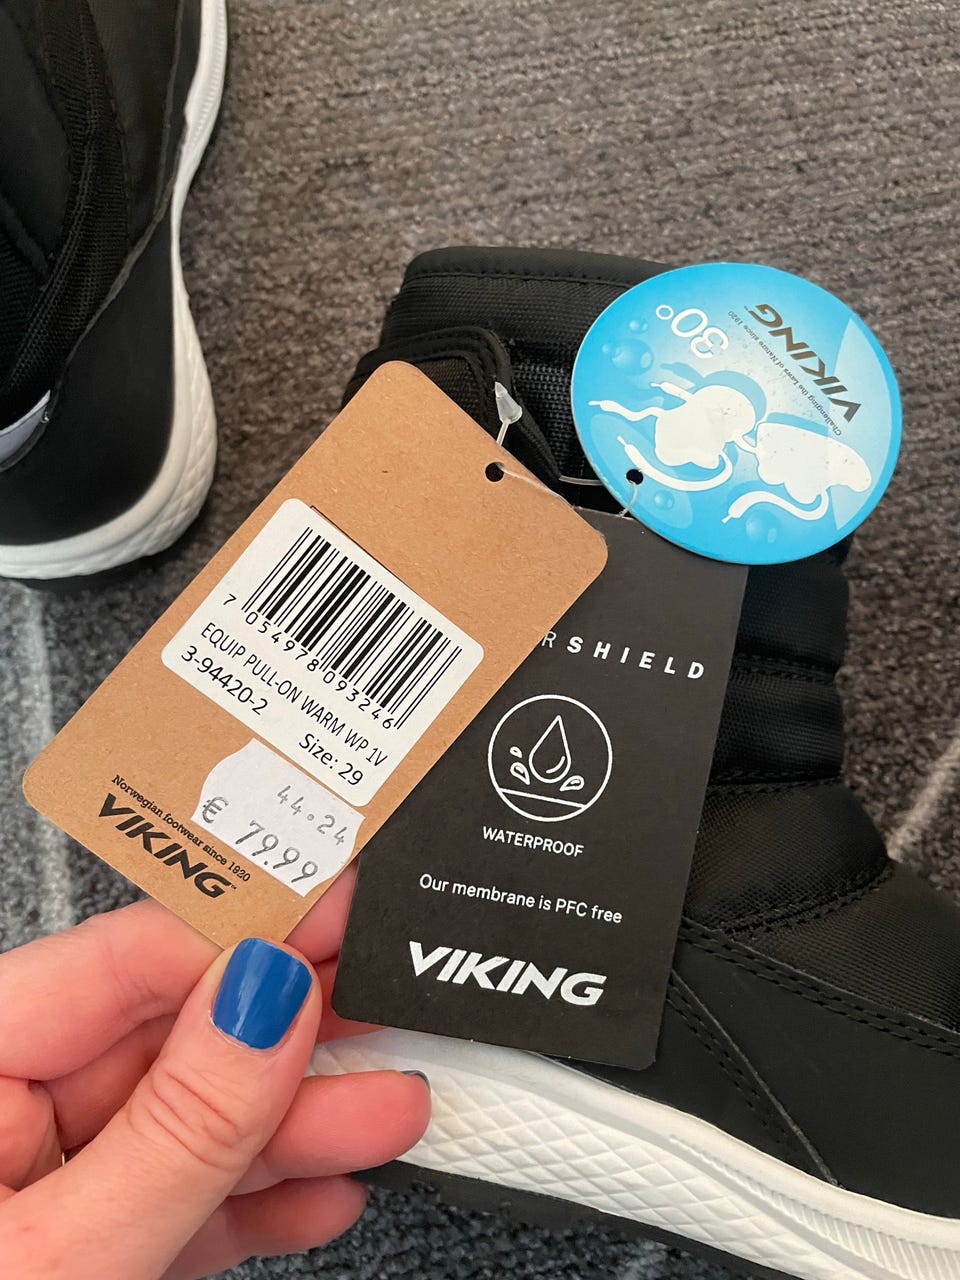 7 054978 093246
EQUIP PULL-ON WARM WP 1V
3-94420-2
Size: 29
44.24
€ 79.99
Norwegian footwear since 1920
VIKING™
R SHIELD
WATERPROOF
Our membrane is PFC free
VIKING
30°
VIKING
Challenging the Laws of Nature since 1920